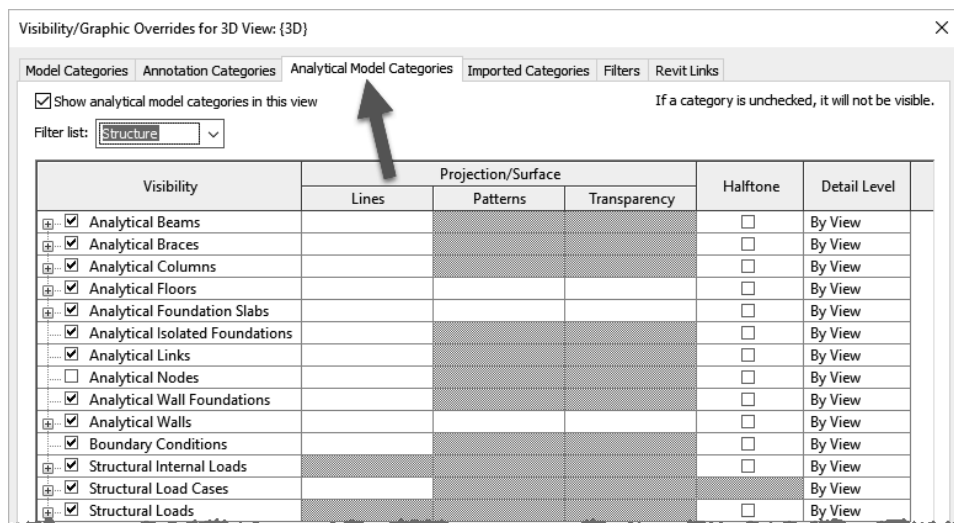 Visibility/Graphic Overrides for 3D View: {3D}
Model Categories Annotation Categories Analytical Model Categories Imported Categories Filters Revit Links
Show analytical model categories in this view If a category is unchecked, it will not be visible.
Filter list: Structure
Visibility Projection/Surface Halftone Detail Level
Lines Patterns Transparency
Analytical Beams By View
Analytical Braces By View
Analytical Columns By View
Analytical Floors By View
Analytical Foundation Slabs By View
Analytical Isolated Foundations By View
Analytical Links By View
Analytical Nodes By View
Analytical Wall Foundations By View
Analytical Walls By View
Boundary Conditions By View
Structural Internal Loads By View
Structural Load Cases By View
Structural Loads By View